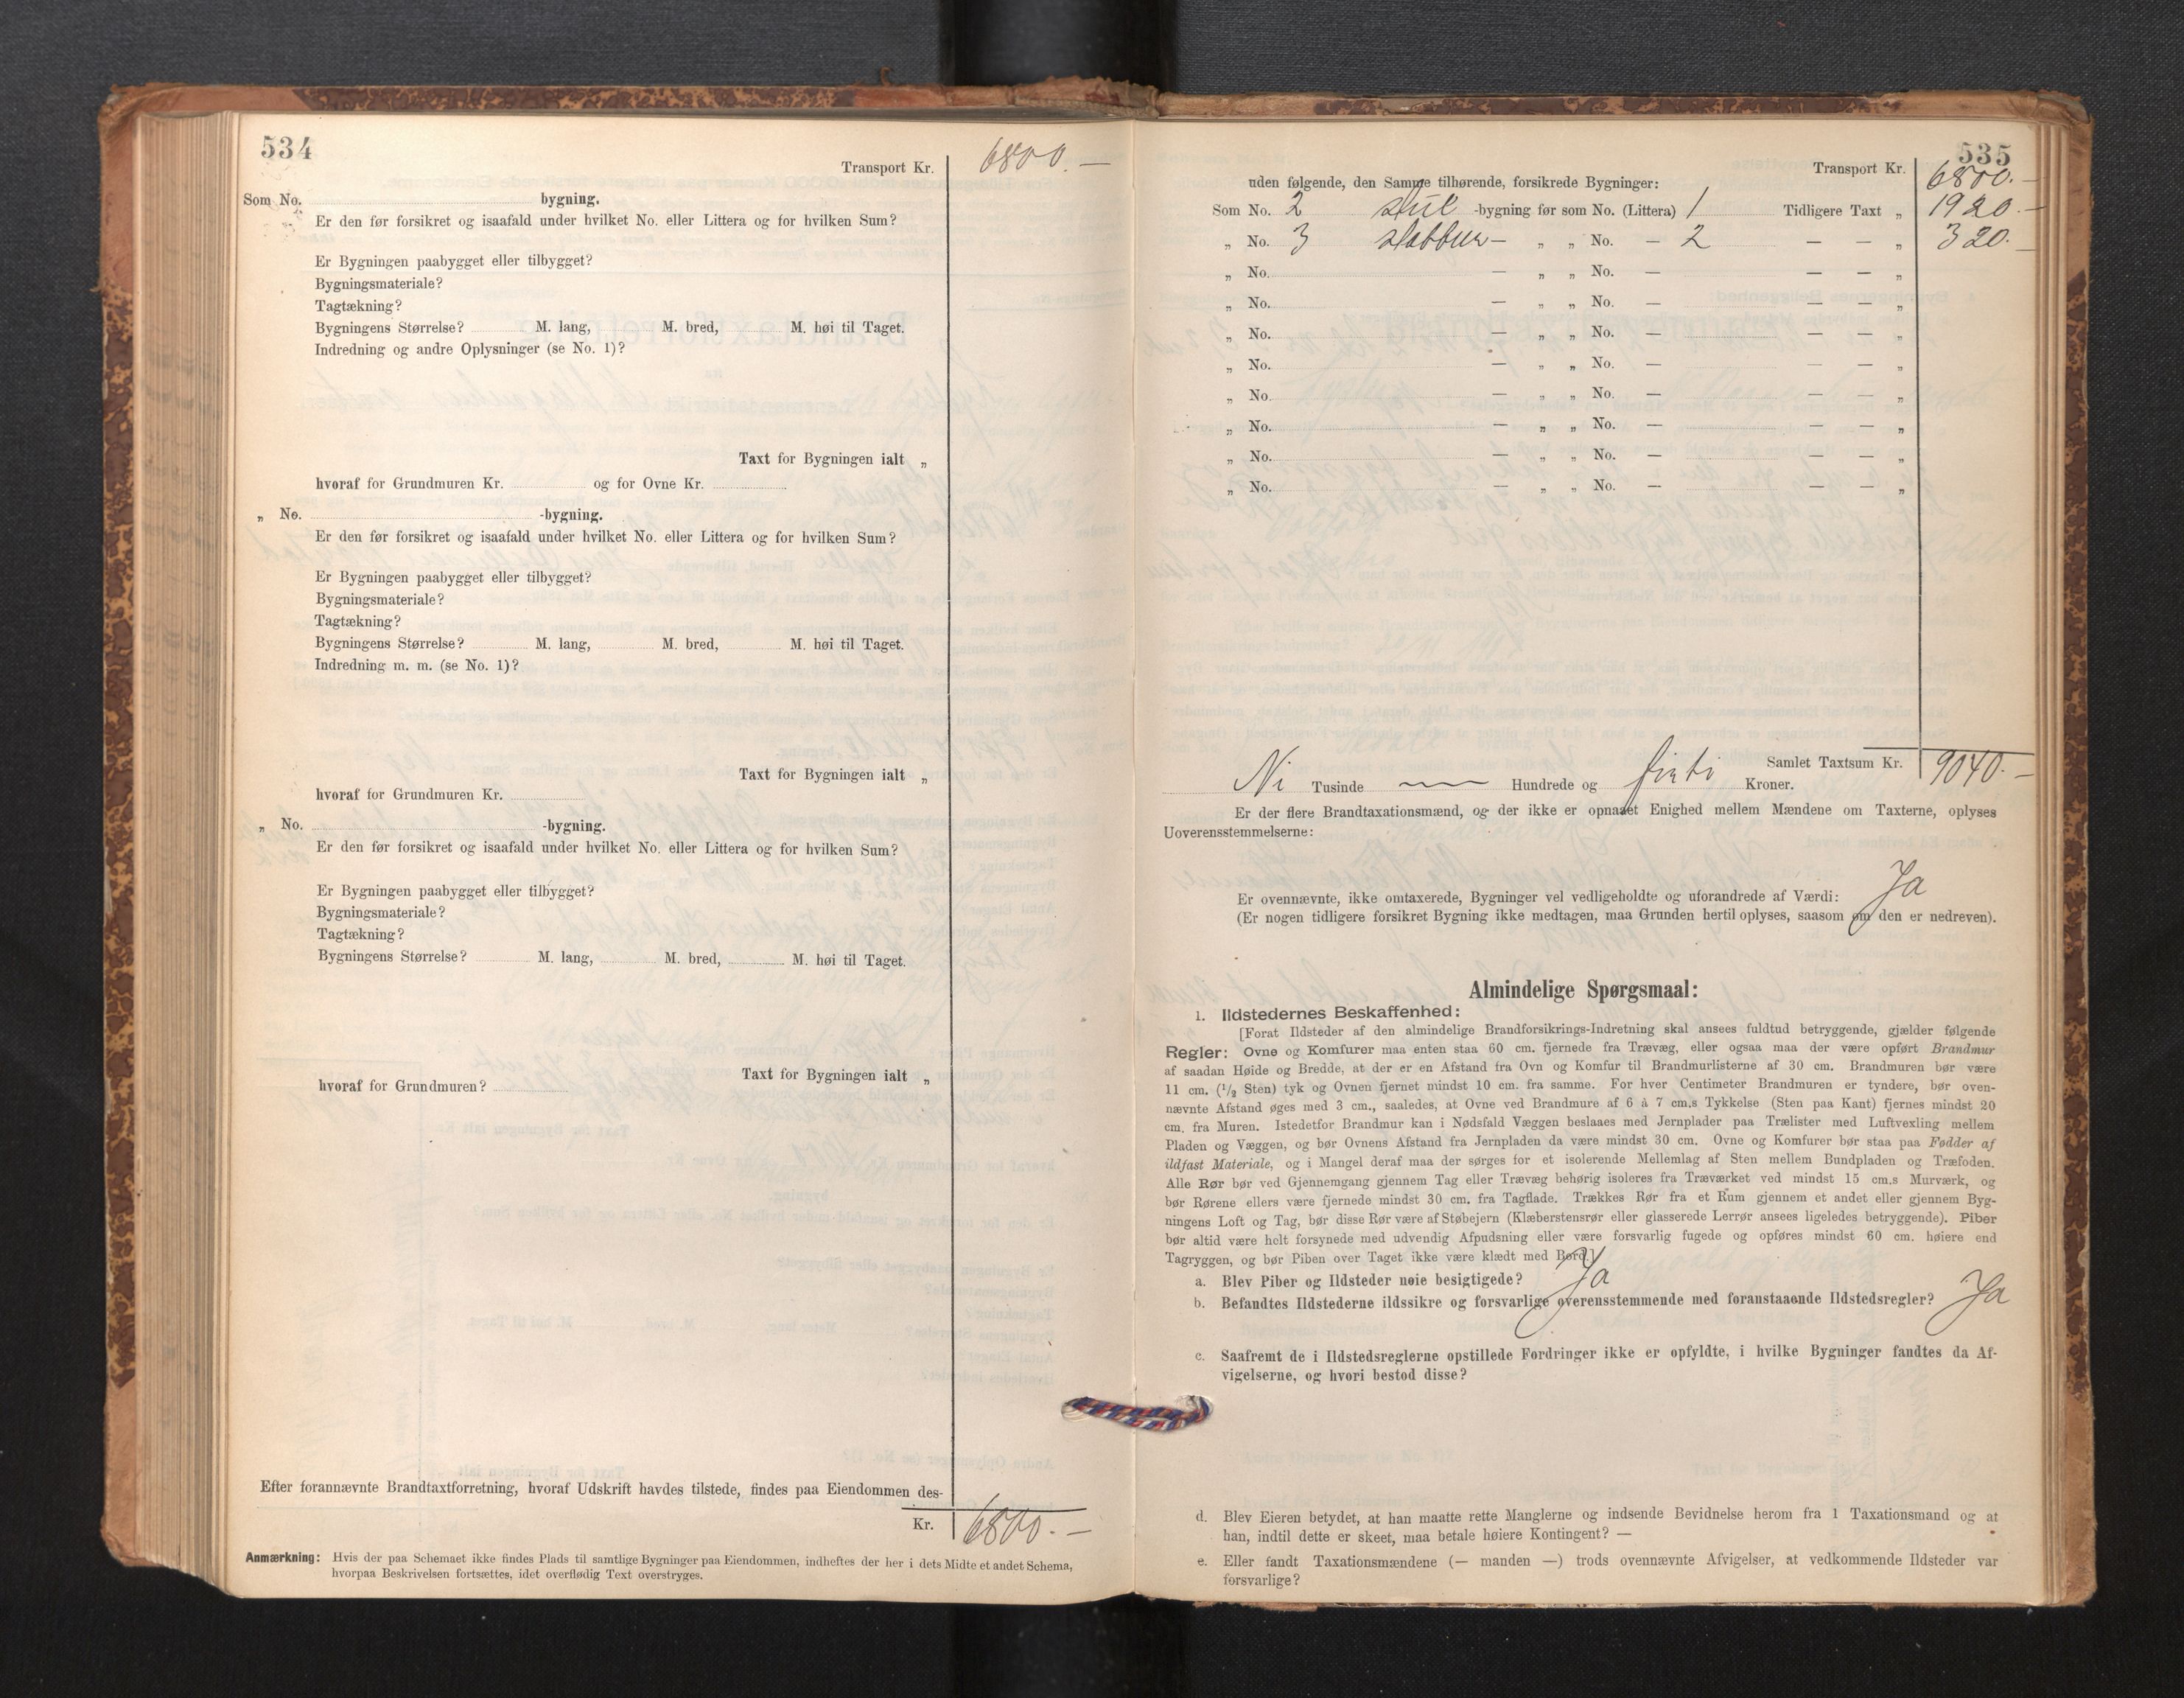 534
Transport Kr. 6800.—
Som No. bygning.
Er den før forsikret og isaafald under hvilket No. eller Littera og for hvilken Sum?
Er Bygningen paabygget eller tilbygget?
Bygningsmateriale?
Tagtækning?
Bygningens Størrelse? M. lang, M. bred, M. høi til Taget.
Indredning og andre Oplysninger (se No. 1)?
Taxt for Bygningen ialt „
hvoraf for Grundmuren Kr. og for Ovne Kr.
„ No. -bygning.
Er den før forsikret og isaafald under hvilket No. eller Littera og for hvilken Sum?
Er Bygningen paabygget eller tilbygget?
Bygningsmateriale?
Tagtækning?
Bygningens Størrelse? M. lang, M. bred, M. høi til Taget.
Indredning m. m. (se No. 1)?
Taxt for Bygningen ialt „
hvoraf for Grundmuren Kr.
„ No. -bygning.
Er den før forsikret og isaafald under hvilket No. eller Littera og for hvilken Sum?
Er Bygningen paabygget eller tilbygget?
Bygningsmateriale?
Tagtækning?
Bygningens Størrelse? M. lang, M. bred, M. høi til Taget.
Taxt for Bygningen ialt „
hvoraf for Grundmuren?
Efter forannævnte Brandtaxtforretning, hvoraf Udskrift havdes tilstede, findes paa Eiendommen des-
Kr. 6800.—
Anmærkning: Hvis der paa Schemaet ikke findes Plads til samtlige Bygninger paa Eiendommen, indheftes der her i dets Midte et andet Schema,
hvorpaa Beskrivelsen fortsættes, idet overflødig Text overstryges.
535
Transport Kr. 6800.—
uden følgende, den Samme tilhørende, forsikrede Bygninger:
Som No. 2 -bygning før som No. (Littera) 1 Tidligere Taxt „ 1920.—
„ No. 3 stabbur — „ „ No. — 2 — — „ 320.—
„ No. — „ „ No. — — — „
„ No. — „ „ No. — — — „
„ No. — „ „ No. — — — „
„ No. — „ „ No. — — — „
„ No. — „ „ No. — — — „
„ No. — „ „ No. — — — „
„ No. — „ „ No. — — — „
„ No. — „ „ No. — — — „
Samlet Taxtsum Kr. 9040.—
Ni Tusinde — Hundrede og firti Kroner.
Er der flere Brandtaxationsmænd, og der ikke er opnaaet Enighed mellem Mændene om Taxterne, oplyses
Uoverensstemmelserne:
Er ovennævnte, ikke omtaxerede, Bygninger vel vedligeholdte og uforandrede af Værdi: Ja
(Er nogen tidligere forsikret Bygning ikke medtagen, maa Grunden hertil oplyses, saasom om den er nedreven).
Almindelige Spørgsmaal:
1. Ildstedernes Beskaffenhed:
[Forat Ildsteder af den almindelige Brandforsikrings-Indretning skal ansees fuldtud betryggende, gjælder følgende
Regler: Ovne og Komfurer maa enten staa 60 cm. fjernede fra Trævæg, eller ogsaa maa der være opført Brandmur
af saadan Høide og Bredde, at der er en Afstand fra Ovn og Komfur til Brandmurlisterne af 30 cm. Brandmuren bør være
11 cm. (1/2 Sten) tyk og Ovnen fjernet mindst 10 cm. fra samme. For hver Centimeter Brandmuren er tyndere, bør oven-
nævnte Afstand øges med 3 cm., saaledes, at Ovne ved Brandmure af 6 à 7 cm.s Tykkelse (Sten paa Kant) fjernes mindst 20
cm. fra Muren. Istedetfor Brandmur kan i Nødsfald Væggen beslaaes med Jernplader paa Trælister med Luftvexling mellem
Pladen og Væggen, og bør Ovnens Afstand fra Jernpladen da være mindst 30 cm. Ovne og Komfurer bør staa paa Fødder af
ildfast Materiale, og i Mangel deraf maa der sørges for et isolerende Mellemlag af Sten mellem Bundpladen og Træfoden.
Alle Rør bør ved Gjennemgang gjennem Tag eller Trævæg behørig isoleres fra Træværket ved mindst 15 cm.s Murværk, og
bør Rørene ellers være fjernede mindst 30 cm. fra Tagflade. Trækkes Rør fra et Rum gjennem et andet eller gjennem Byg-
ningens Loft og Tag, bør disse Rør være af Støbejern (Klæberstensrør eller glasserede Lerrør ansees ligeledes betryggende). Piber
bør altid være helt forsynede med udvendig Afpudsning eller være forsvarlig fugede og opføres mindst 60 cm. høiere end
Tagryggen, og bør Piben over Taget ikke være klædt med Bord.]
a. Blev Piber og Ildsteder nøie besigtigede? Ja
b. Befandtes Ildstederne ildssikre og forsvarlige overensstemmende med foranstaaende Ildstedsregler? Ja
c. Saafremt de i Ildstedsreglerne opstillede Fordringer ikke er opfyldte, i hvilke Bygninger fandtes da Af-
vigelserne, og hvori bestod disse?
d. Blev Eieren betydet, at han maatte rette Manglerne og indsende Bevidnelse herom fra 1 Taxationsmand og at
han, indtil dette er skeet, maa betale høiere Kontingent? —
e. Eller fandt Taxationsmændene (— manden —) trods ovennævnte Afvigelser, at vedkommende Ildsteder var
forsvarlige?